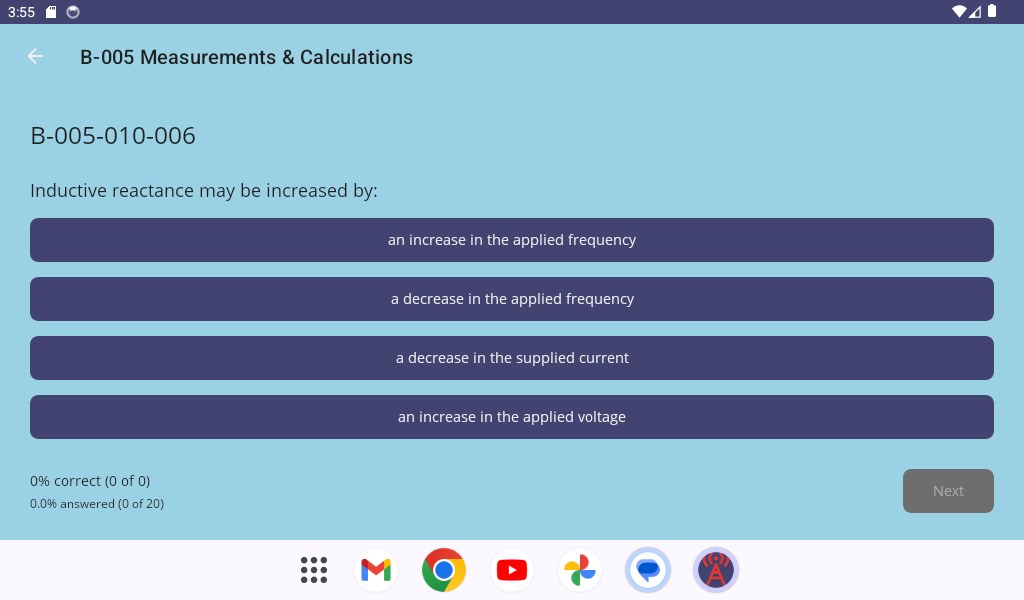 3:55
B-005 Measurements & Calculations
B-005-010-006
Inductive reactance may be increased by:
an increase in the applied frequency
a decrease in the applied frequency
a decrease in the supplied current
an increase in the applied voltage
0% correct (0 of 0)
0.0% answered (0 of 20)
Next